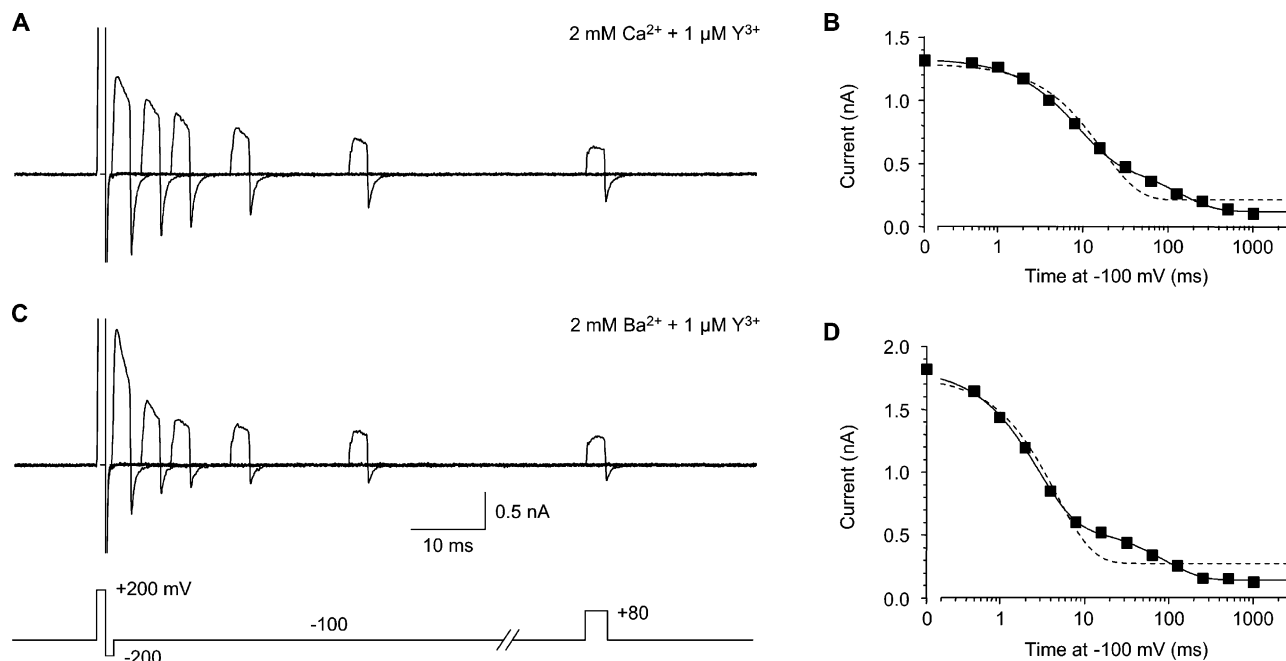 A
2 mM Ca²⁺ + 1 µM Y³⁺
B
1.5
1.0
0.5
0.0
Current (nA)
0 1 10 100 1000
Time at -100 mV (ms)
C
2 mM Ba²⁺ + 1 µM Y³⁺
0.5 nA
10 ms
+200 mV
-200
-100
+80
D
2.0
1.5
1.0
0.5
0.0
Current (nA)
0 1 10 100 1000
Time at -100 mV (ms)